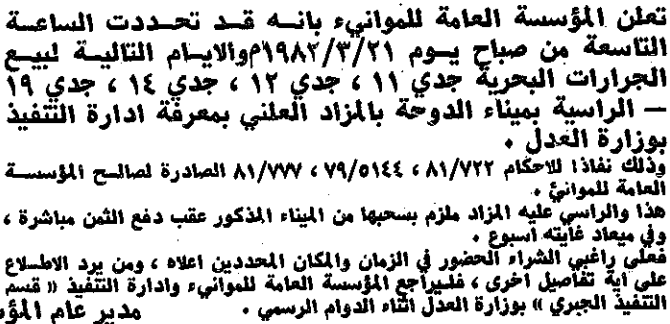 تعلن المؤسسة العامة للموانيء بانه قد تحددت الساعة
التاسعة من صباح يوم ١٩٨٢/٣/٢١م والايام التالية لبيع
الجرارات البحرية جدي ١١ ، جدي ١٢ ، جدي ١٤ ، جدي ١٩
— الراسية بميناء الدوحة بالمزاد العلني بمعرفة ادارة التنفيذ
بوزارة العدل .
وذلك نفاذا للاحكام ٨١/٧٢٢ ، ٧٩/٥١٤٤ ، ٨١/٧٧٧ الصادرة لصالح المؤسسة
العامة للموانئ .
هذا والراسي عليه المزاد ملزم بسحبها من الميناء المذكور عقب دفع الثمن مباشرة ،
وفي ميعاد غايته اسبوع .
فعلى راغبي الشراء الحضور في الزمان والمكان المحددين اعلاه ، ومن يرد الاطلاع
على اية تفاصيل اخرى ، فليراجع المؤسسة العامة للموانيء وادارة التنفيذ « قسم
التنفيذ الجبري » بوزارة العدل اثناء الدوام الرسمي .
مدير عام المؤس